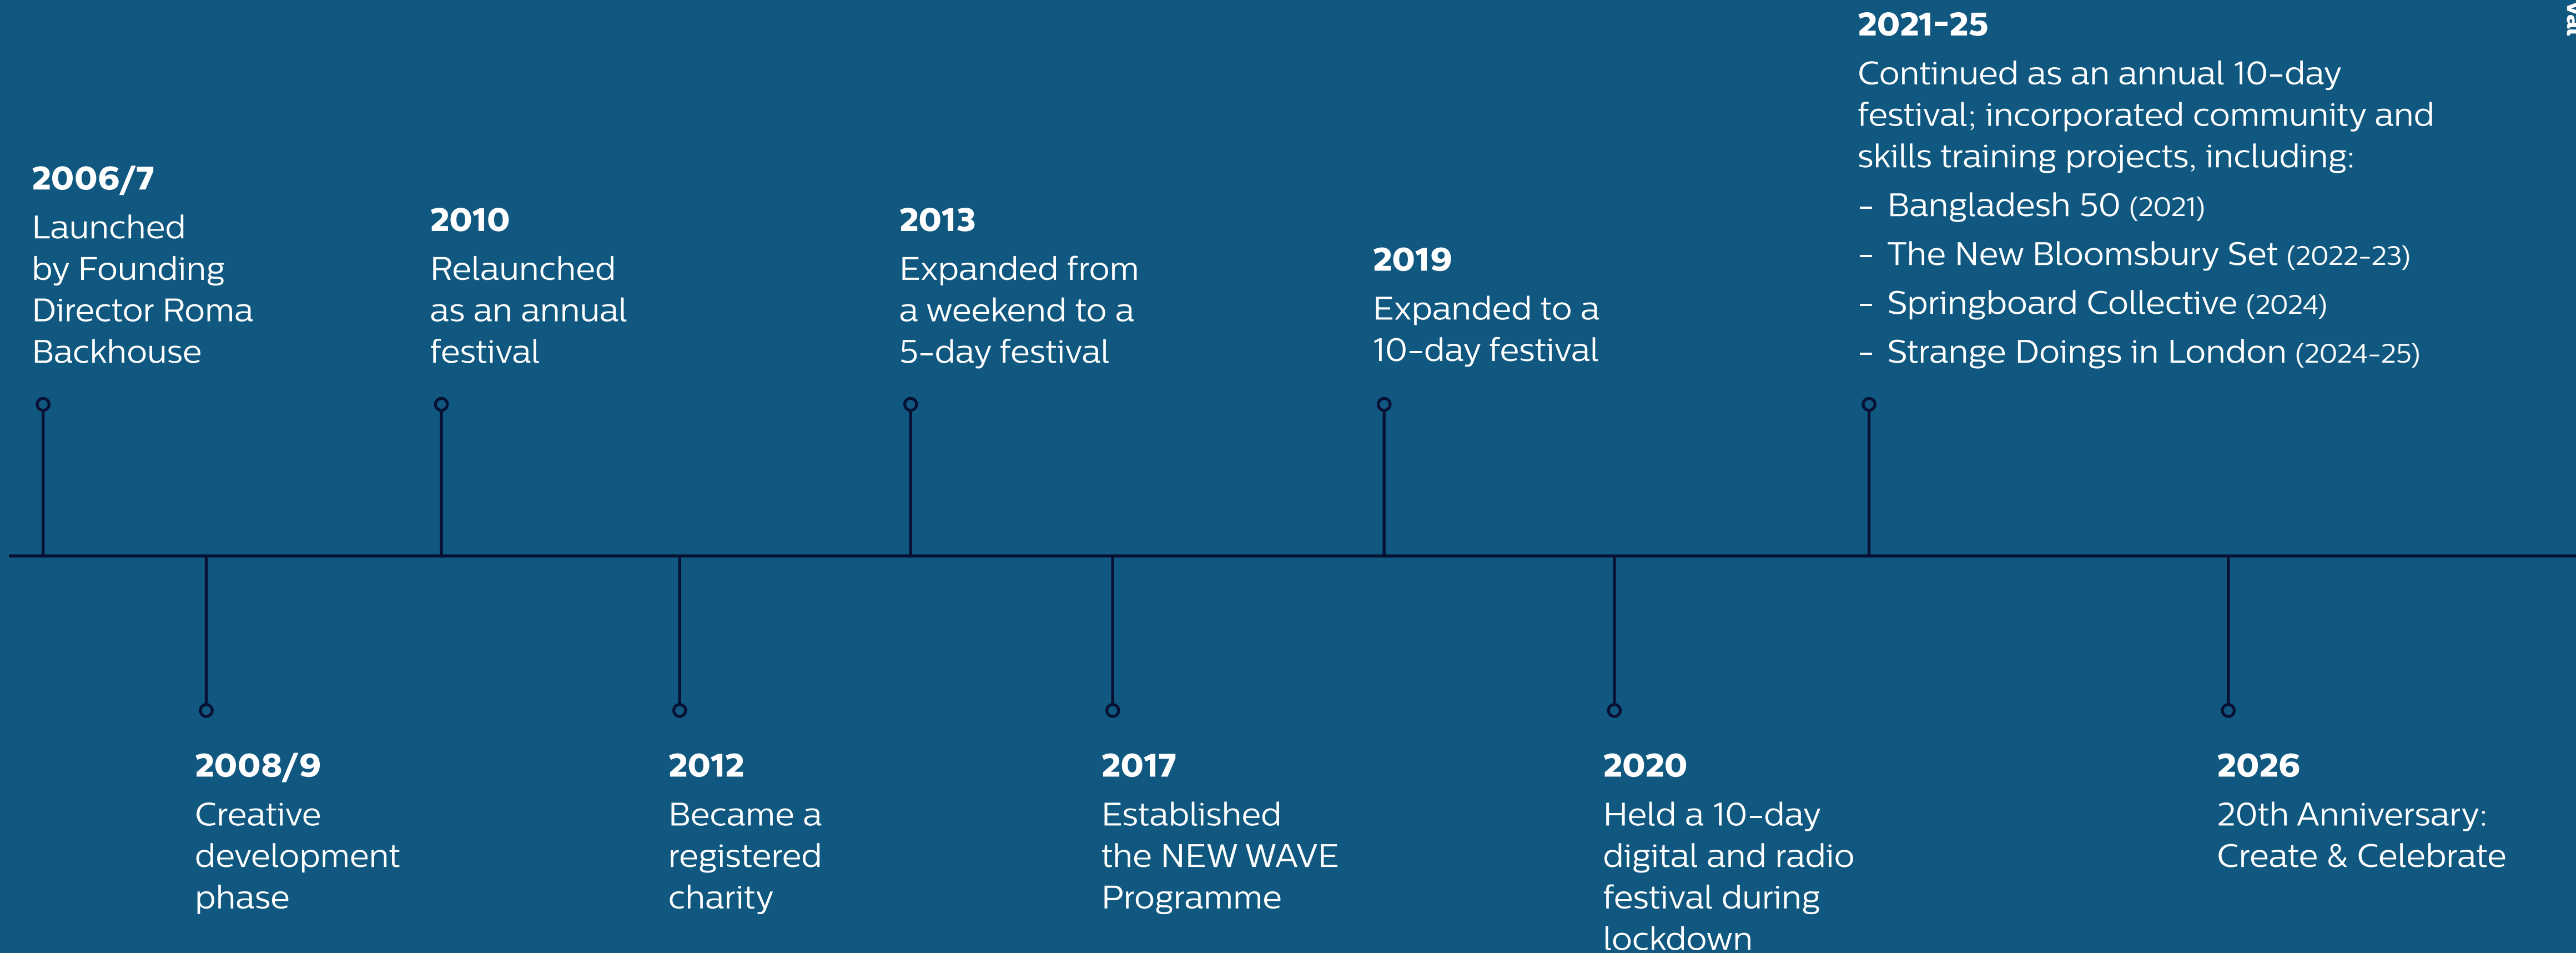 2006/7
Launched
by Founding
Director Roma
Backhouse
2008/9
Creative
development
phase
2010
Relaunched
as an annual
festival
2012
Became a
registered
charity
2013
Expanded from
a weekend to a
5-day festival
2017
Established
the NEW WAVE
Programme
2019
Expanded to a
10-day festival
2020
Held a 10-day
digital and radio
festival during
lockdown
2021-25
Continued as an annual 10-day
festival; incorporated community and
skills training projects, including:
- Bangladesh 50 (2021)
- The New Bloomsbury Set (2022-23)
- Springboard Collective (2024)
- Strange Doings in London (2024-25)
2026
20th Anniversary:
Create & Celebrate